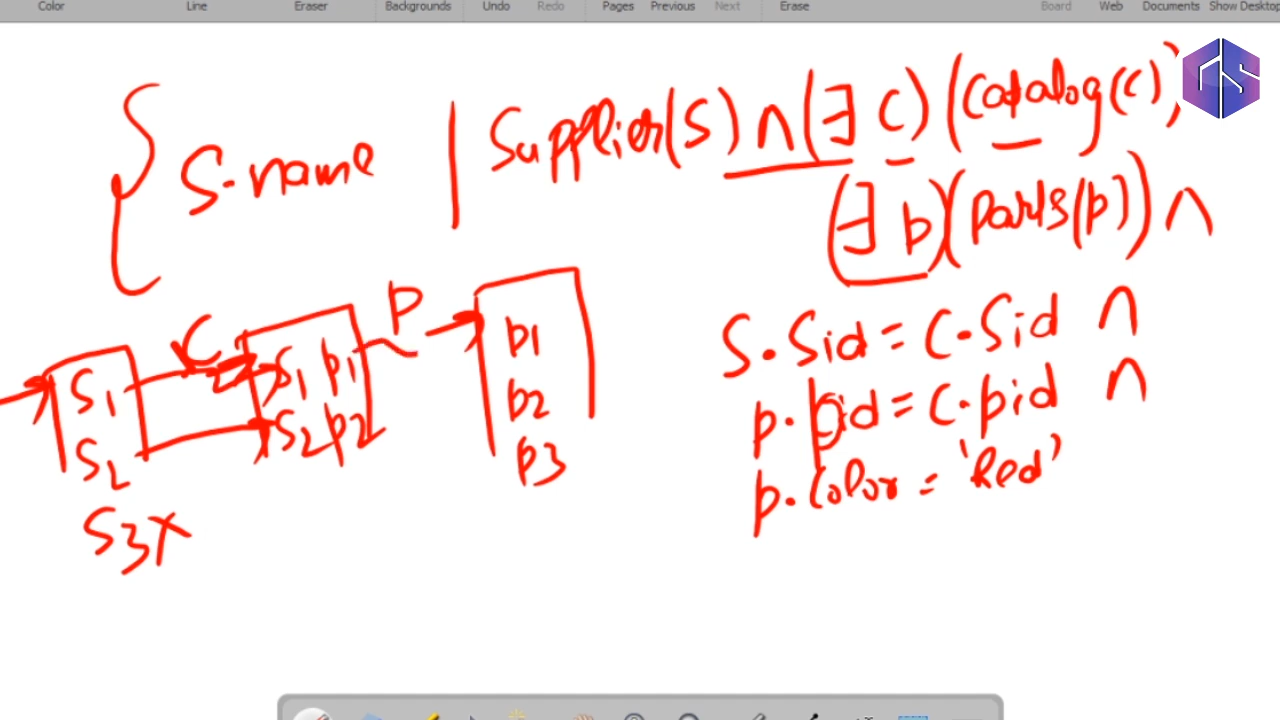 Color Line Eraser Backgrounds Undo Redo Pages Previous Next Erase Board Web Documents Show Desktop
{ S.name | Supplier(S) ∧ (∃ C) (Catalog(C)
(∃ p)(Parts(p)) ∧
S.Sid = C.Sid ∧
p.pid = C.pid ∧
p.Color = 'Red'
C P
S1 S1 p1 p1
S2 S2 p2 p2
S3 X p3